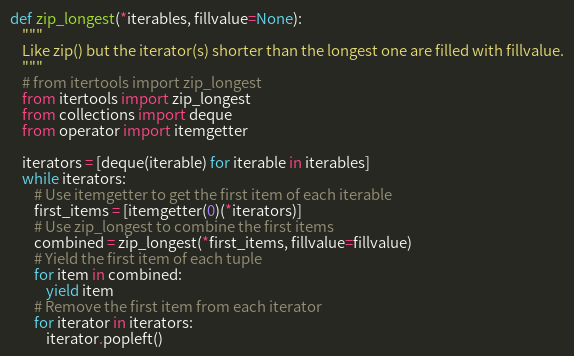 def zip_longest(*iterables, fillvalue=None):
    """
    Like zip() but the iterator(s) shorter than the longest one are filled with fillvalue.
    """
    # from itertools import zip_longest
    from itertools import zip_longest
    from collections import deque
    from operator import itemgetter

    iterators = [deque(iterable) for iterable in iterables]
    while iterators:
        # Use itemgetter to get the first item of each iterable
        first_items = [itemgetter(0)(*iterators)]
        # Use zip_longest to combine the first items
        combined = zip_longest(*first_items, fillvalue=fillvalue)
        # Yield the first item of each tuple
        for item in combined:
            yield item
        # Remove the first item from each iterator
        for iterator in iterators:
            iterator.popleft()